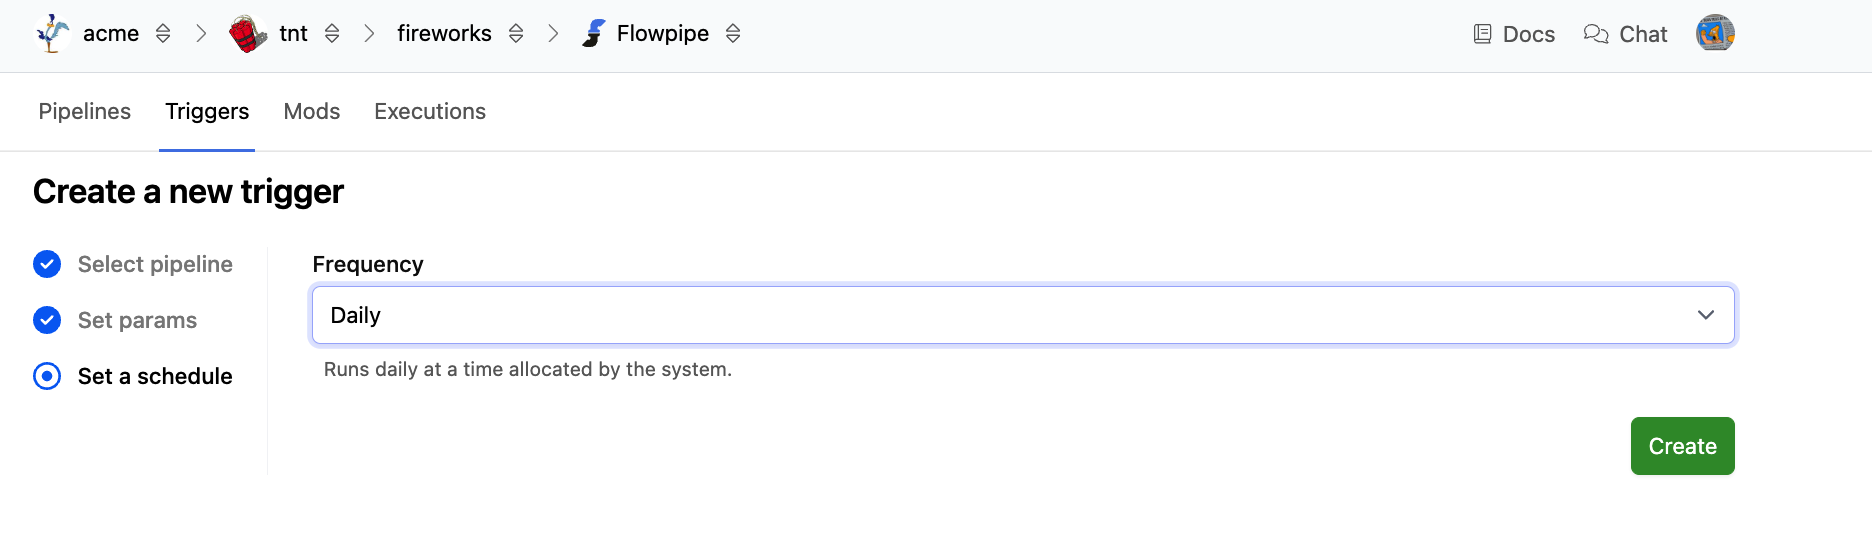 acme tnt fireworks Flowpipe Docs Chat
Pipelines Triggers Mods Executions
Create a new trigger
Select pipeline
Set params
Set a schedule
Frequency
Daily
Runs daily at a time allocated by the system.
Create